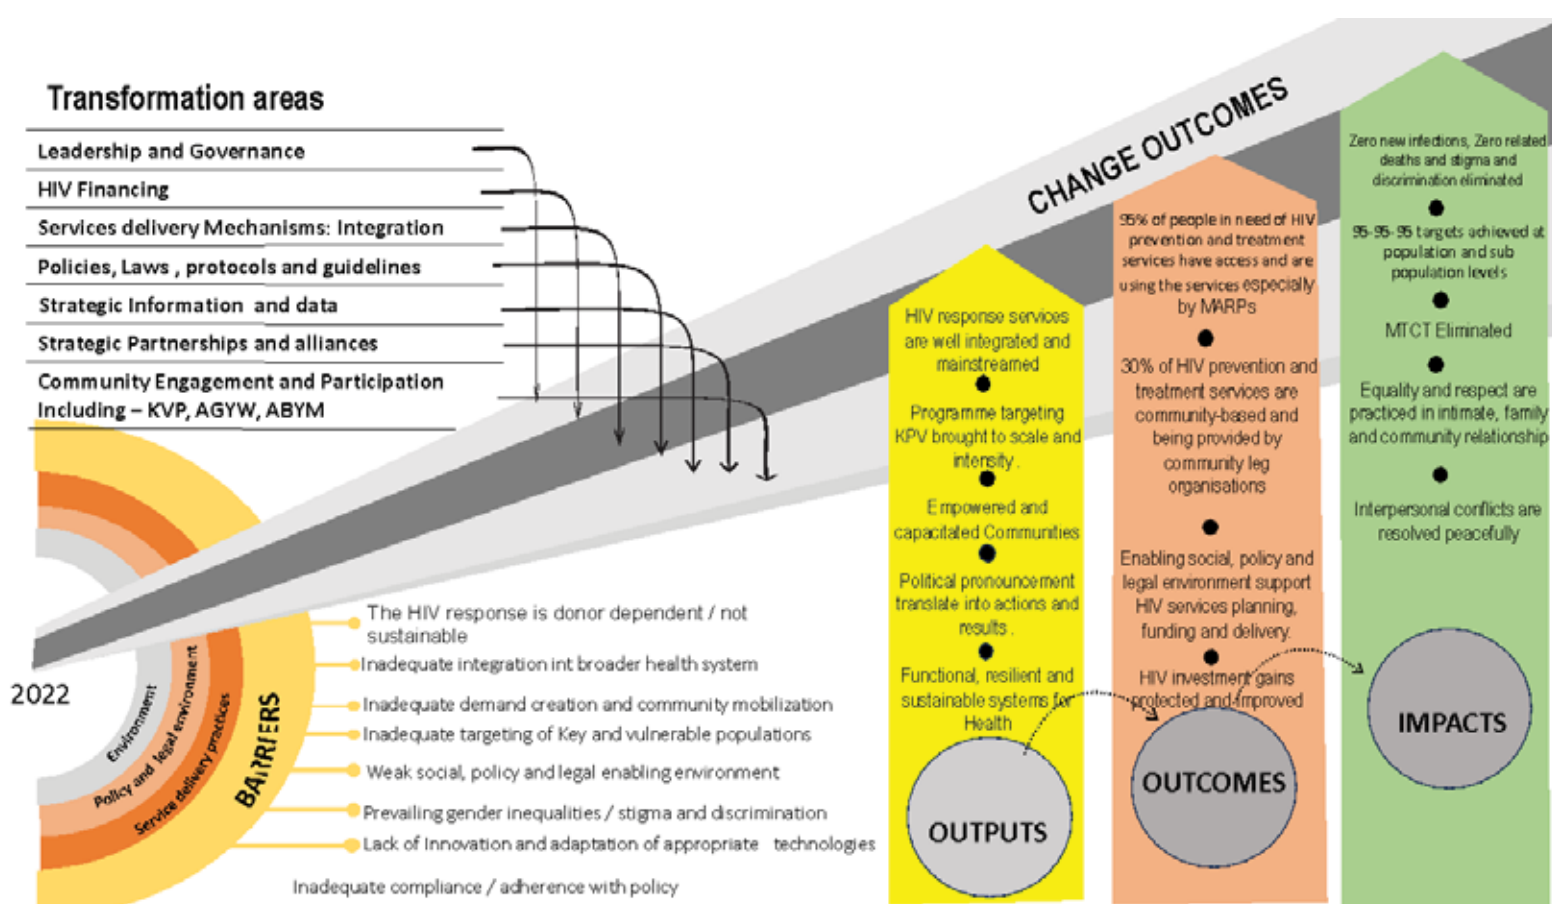 Transformation areas
Leadership and Governance
HIV Financing
Services delivery Mechanisms: Integration
Policies, Laws , protocols and guidelines
Strategic Information and data
Strategic Partnerships and alliances
Community Engagement and Participation
Including – KVP, AGYW, ABYM
2022
Environment
Policy and legal environment
Service delivery practices
BARRIERS
The HIV response is donor dependent / not
sustainable
Inadequate integration int broader health system
Inadequate demand creation and community mobilization
Inadequate targeting of Key and vulnerable populations
Weak social, policy and legal enabling environment
Prevailing gender inequalities / stigma and discrimination
Lack of Innovation and adaptation of appropriate technologies
Inadequate compliance / adherence with policy
CHANGE OUTCOMES
HIV response services
are well integrated and
mainstreamed
Programme targeting
KPV brought to scale and
intensity .
Empowered and
capacitated Communities
Political pronouncement
translate into actions and
results .
Functional, resilient and
sustainable systems for
Health
OUTPUTS
95% of people in need of HIV
prevention and treatment
services have access and are
using the services especially
by MARPs
30% of HIV prevention and
treatment services are
community-based and
being provided by
community leg
organisations
Enabling social, policy and
legal environment support
HIV services planning,
funding and delivery.
HIV investment gains
protected and improved
OUTCOMES
Zero new infections, Zero related
deaths and stigma and
discrimination eliminated
95-95-95 targets achieved at
population and sub
population levels
MTCT Eliminated
Equality and respect are
practiced in intimate, family
and community relationship
Interpersonal conflicts are
resolved peacefully
IMPACTS